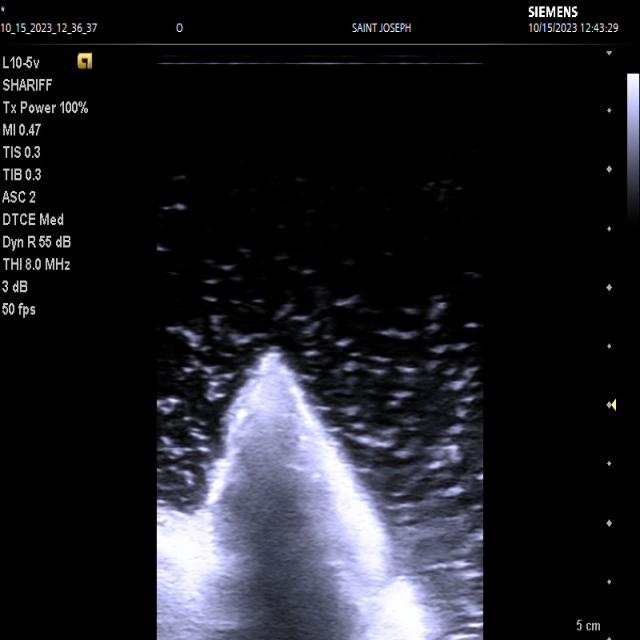 *
SIEMENS
10_15_2023_12_36_37 O SAINT JOSEPH 10/15/2023 12:43:29
L10-5v
SHARIFF
Tx Power 100%
MI 0.47
TIS 0.3
TIB 0.3
ASC 2
DTCE Med
Dyn R 55 dB
THI 8.0 MHz
3 dB
50 fps
5 cm